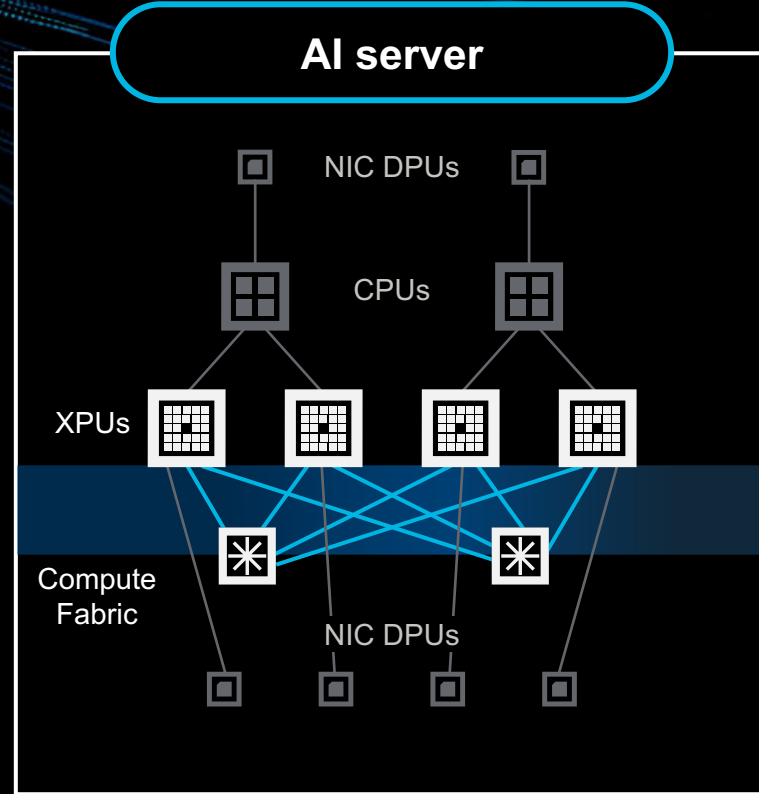 AI server
NIC DPUs
CPUs
XPUs
Compute
Fabric
NIC DPUs